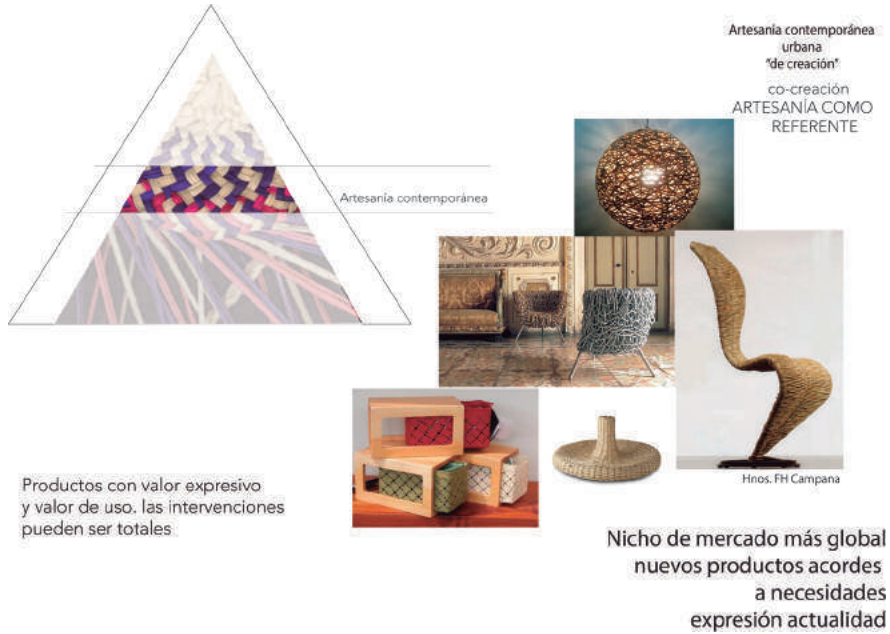 Artesanía contemporánea
urbana
"de creación"
co-creación
ARTESANÍA COMO
REFERENTE
Artesanía contemporánea
Hnos. FH Campana
Productos con valor expresivo
y valor de uso. las intervenciones
pueden ser totales
Nicho de mercado más global
nuevos productos acordes
a necesidades
expresión actualidad